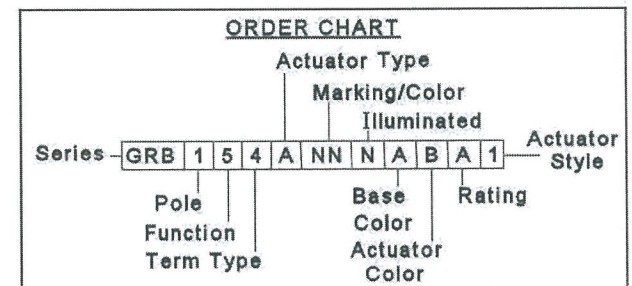 ORDER CHART
Actuator Type
Marking/Color
Illuminated
Series GRB 1 5 4 A NN N A B A 1 Actuator
Style
Pole Base Rating
Function Color
Term Type Actuator
Color